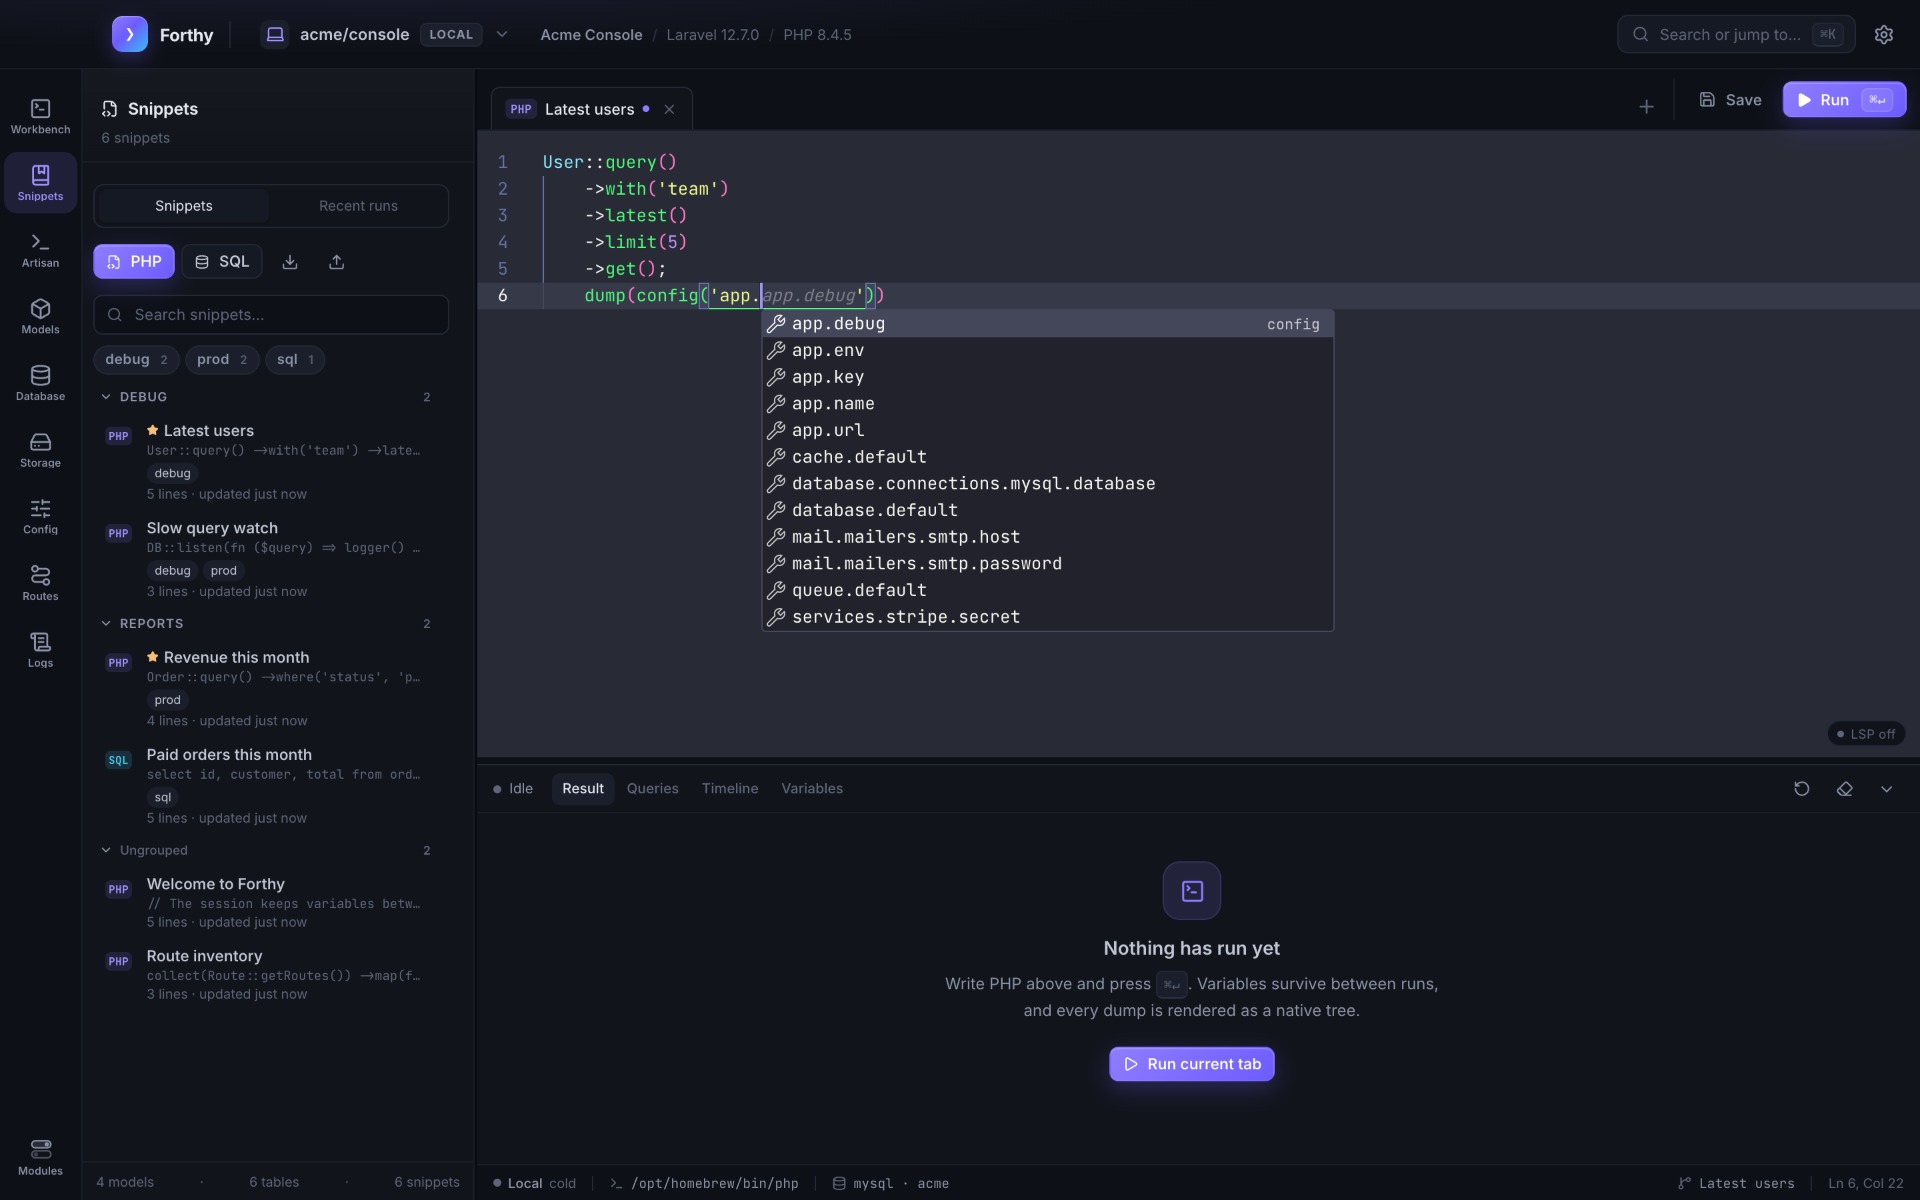 Forthy
acme/console LOCAL
Acme Console / Laravel 12.7.0 / PHP 8.4.5
Search or jump to... ⌘K
Workbench
Snippets
Artisan
Models
Database
Storage
Config
Routes
Logs
Modules
Snippets
6 snippets
Snippets Recent runs
PHP SQL
Search snippets...
debug 2 prod 2 sql 1
DEBUG 2
PHP Latest users
User::query() ->with('team') ->late…
debug
5 lines · updated just now
PHP Slow query watch
DB::listen(fn ($query) => logger() …
debug prod
3 lines · updated just now
REPORTS 2
PHP Revenue this month
Order::query() ->where('status', 'p…
prod
4 lines · updated just now
SQL Paid orders this month
select id, customer, total from ord…
sql
5 lines · updated just now
Ungrouped 2
PHP Welcome to Forthy
// The session keeps variables betw…
5 lines · updated just now
PHP Route inventory
collect(Route::getRoutes()) ->map(f…
3 lines · updated just now
4 models · 6 tables · 6 snippets
PHP Latest users
Save Run ⌘↵
1 User::query()
2 ->with('team')
3 ->latest()
4 ->limit(5)
5 ->get();
6 dump(config('app.app.debug'))
app.debug config
app.env
app.key
app.name
app.url
cache.default
database.connections.mysql.database
database.default
mail.mailers.smtp.host
mail.mailers.smtp.password
queue.default
services.stripe.secret
LSP off
Idle Result Queries Timeline Variables
Nothing has run yet
Write PHP above and press ⌘↵. Variables survive between runs,
and every dump is rendered as a native tree.
Run current tab
Local cold /opt/homebrew/bin/php mysql · acme
Latest users Ln 6, Col 22